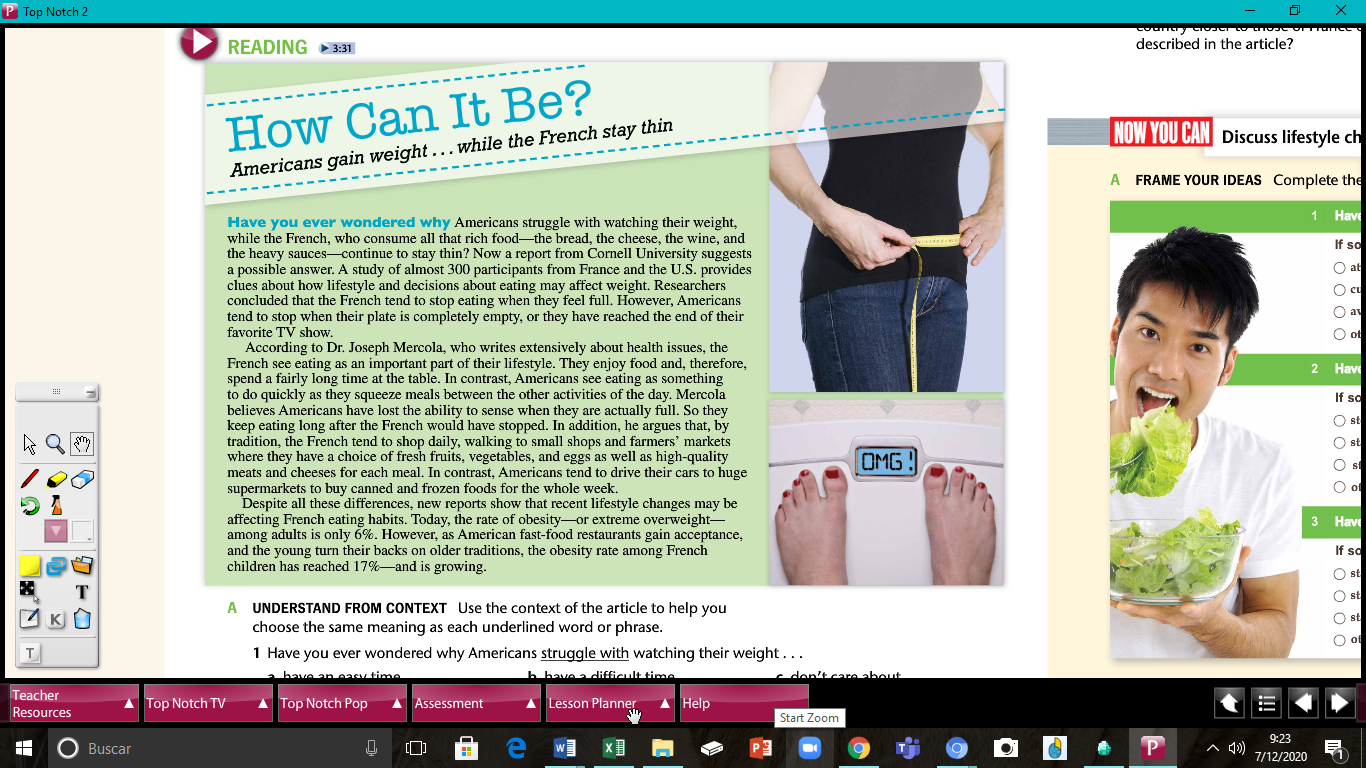 Top Notch 2
READING 3:31
How Can It Be?
Americans gain weight . . . while the French stay thin
Have you ever wondered why Americans struggle with watching their weight,
while the French, who consume all that rich food—the bread, the cheese, the wine, and
the heavy sauces—continue to stay thin? Now a report from Cornell University suggests
a possible answer. A study of almost 300 participants from France and the U.S. provides
clues about how lifestyle and decisions about eating may affect weight. Researchers
concluded that the French tend to stop eating when they feel full. However, Americans
tend to stop when their plate is completely empty, or they have reached the end of their
favorite TV show.
According to Dr. Joseph Mercola, who writes extensively about health issues, the
French see eating as an important part of their lifestyle. They enjoy food and, therefore,
spend a fairly long time at the table. In contrast, Americans see eating as something
to do quickly as they squeeze meals between the other activities of the day. Mercola
believes Americans have lost the ability to sense when they are actually full. So they
keep eating long after the French would have stopped. In addition, he argues that, by
tradition, the French tend to shop daily, walking to small shops and farmers' markets
where they have a choice of fresh fruits, vegetables, and eggs as well as high-quality
meats and cheeses for each meal. In contrast, Americans tend to drive their cars to huge
supermarkets to buy canned and frozen foods for the whole week.
Despite all these differences, new reports show that recent lifestyle changes may be
affecting French eating habits. Today, the rate of obesity—or extreme overweight—
among adults is only 6%. However, as American fast-food restaurants gain acceptance,
and the young turn their backs on older traditions, the obesity rate among French
children has reached 17%—and is growing.
OMG!
A UNDERSTAND FROM CONTEXT Use the context of the article to help you
choose the same meaning as each underlined word or phrase.
1 Have you ever wondered why Americans struggle with watching their weight . . .
a have an easy time b have a difficult time c don't care about
country closer to those of France
described in the article?
NOW YOU CAN Discuss lifestyle ch
A FRAME YOUR IDEAS Complete the
1 Have
If so
2 Have
If so
3 Have
If so
T
K
T
Teacher
Resources
Top Notch TV
Top Notch Pop
Assessment
Lesson Planner
Help
Start Zoom
Buscar
9:23
7/12/2020
1